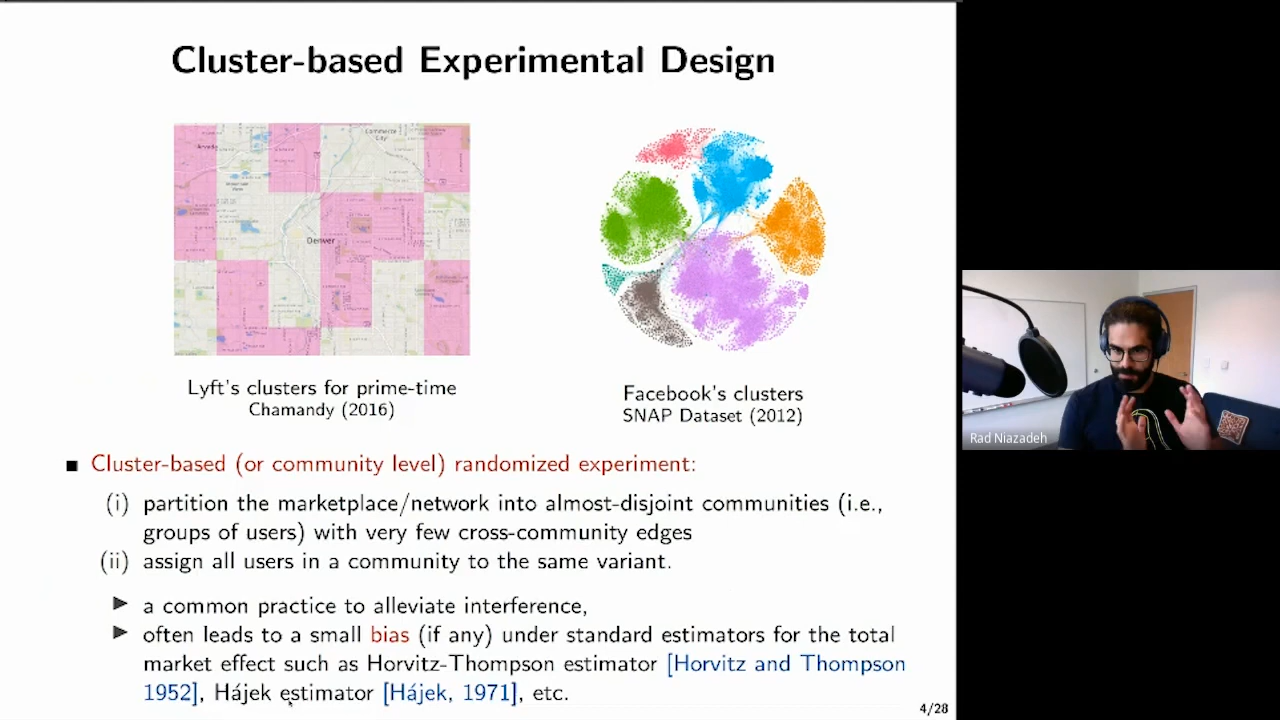 Cluster-based Experimental Design
Commerce
City
Arvada
Denver
Lyft's clusters for prime-time
Chamandy (2016)
Facebook's clusters
SNAP Dataset (2012)
Cluster-based (or community level) randomized experiment:
(i) partition the marketplace/network into almost-disjoint communities (i.e.,
groups of users) with very few cross-community edges
(ii) assign all users in a community to the same variant.
a common practice to alleviate interference,
often leads to a small bias (if any) under standard estimators for the total
market effect such as Horvitz-Thompson estimator [Horvitz and Thompson
1952], Hájek estimator [Hájek, 1971], etc.
4/28
Rad Niazadeh